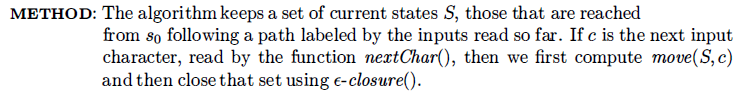 METHOD: The algorithm keeps a set of current states S, those that are reached
from s₀ following a path labeled by the inputs read so far. If c is the next input
character, read by the function nextChar(), then we first compute move(S, c)
and then close that set using ϵ-closure().